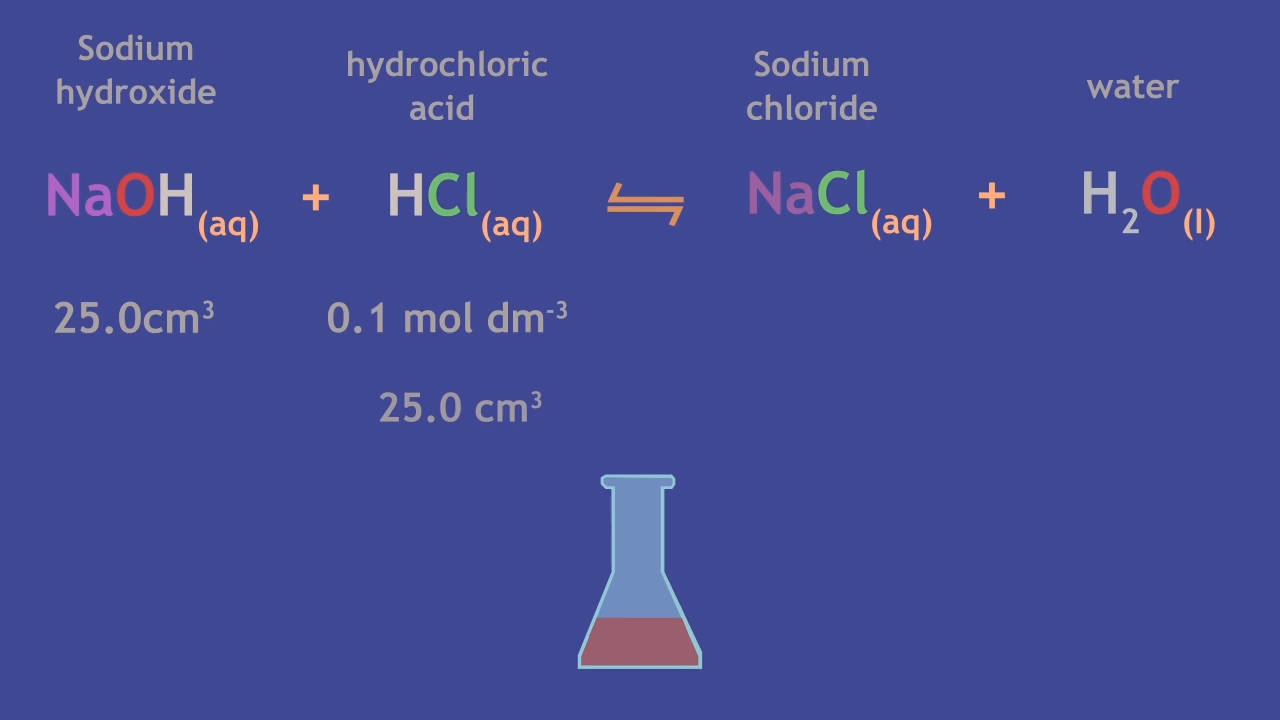 Sodium
hydroxide
hydrochloric
acid
Sodium
chloride
water
NaOH(aq) + HCl(aq) ⇌ NaCl(aq) + H₂O(l)
25.0cm³
0.1 mol dm⁻³
25.0 cm³